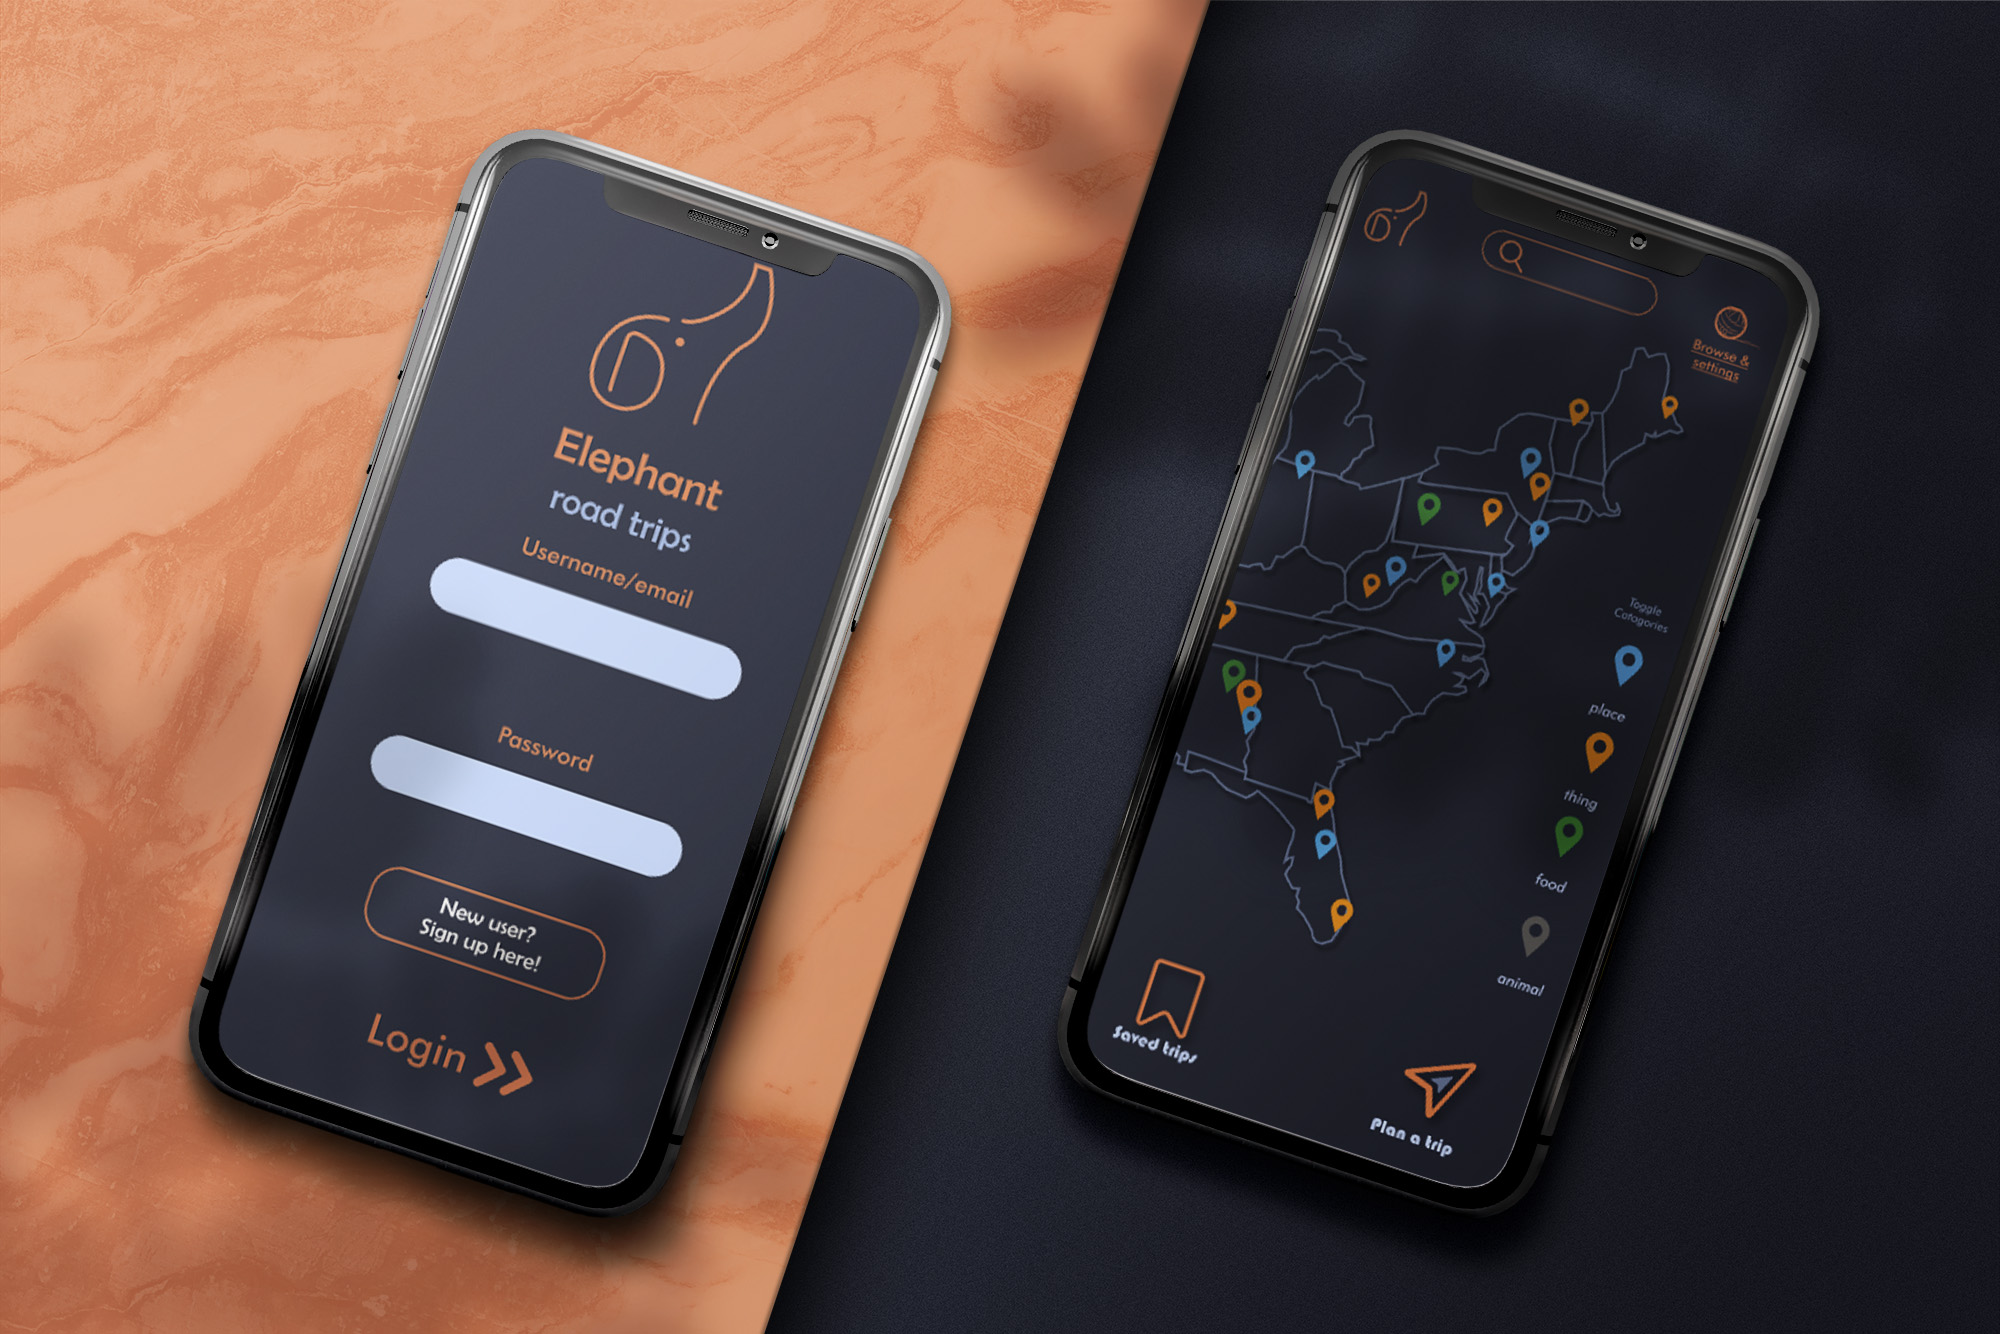 Elephant
road trips
Username/email
Password
New user?
Sign up here!
Login
Browse &
settings
Toggle
Catagories
place
thing
food
animal
Saved trips
Plan a trip